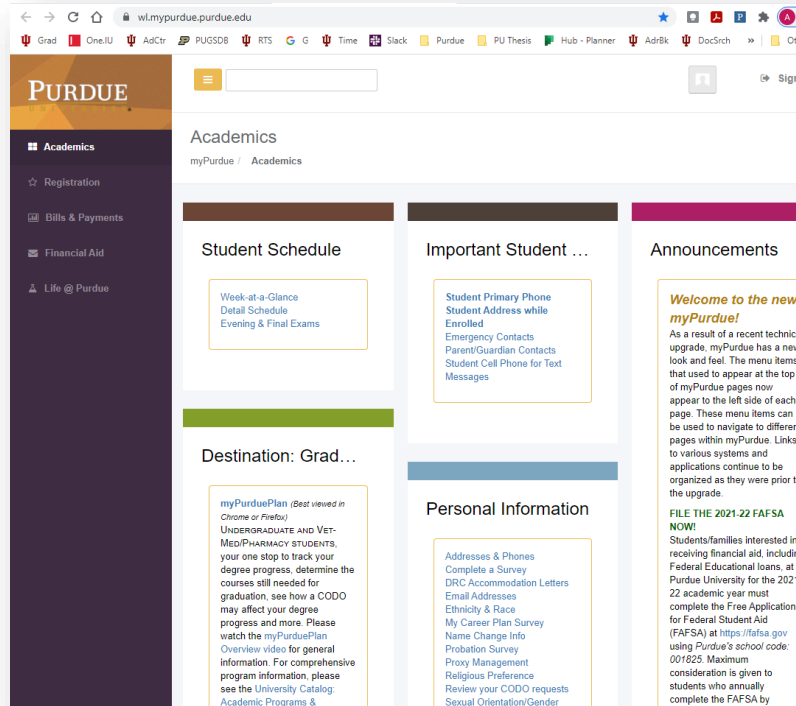 wl.mypurdue.purdue.edu
A
Grad One.IU AdCtr PUGSDB RTS G G Time Slack Purdue PU Thesis Hub - Planner AdrBk DocSrch » Ot
PURDUE
UNIVERSITY
Sign
Academics
Registration
Bills & Payments
Financial Aid
Life @ Purdue
Academics
myPurdue / Academics
Student Schedule
Week-at-a-Glance
Detail Schedule
Evening & Final Exams
Destination: Grad…
myPurduePlan (Best viewed in
Chrome or Firefox)
UNDERGRADUATE AND VET-
MED/PHARMACY STUDENTS,
your one stop to track your
degree progress, determine the
courses still needed for
graduation, see how a CODO
may affect your degree
progress and more. Please
watch the myPurduePlan
Overview video for general
information. For comprehensive
program information, please
see the University Catalog:
Academic Programs &
Important Student …
Student Primary Phone
Student Address while
Enrolled
Emergency Contacts
Parent/Guardian Contacts
Student Cell Phone for Text
Messages
Personal Information
Addresses & Phones
Complete a Survey
DRC Accommodation Letters
Email Addresses
Ethnicity & Race
My Career Plan Survey
Name Change Info
Probation Survey
Proxy Management
Religious Preference
Review your CODO requests
Sexual Orientation/Gender
Announcements
Welcome to the new
myPurdue!
As a result of a recent technic
upgrade, myPurdue has a new
look and feel. The menu items
that used to appear at the top
of myPurdue pages now
appear to the left side of each
page. These menu items can
be used to navigate to differen
pages within myPurdue. Links
to various systems and
applications continue to be
organized as they were prior t
the upgrade.
FILE THE 2021-22 FAFSA
NOW!
Students/families interested in
receiving financial aid, includin
Federal Educational loans, at
Purdue University for the 2021
22 academic year must
complete the Free Application
for Federal Student Aid
(FAFSA) at https://fafsa.gov
using Purdue's school code:
001825. Maximum
consideration is given to
students who annually
complete the FAFSA by